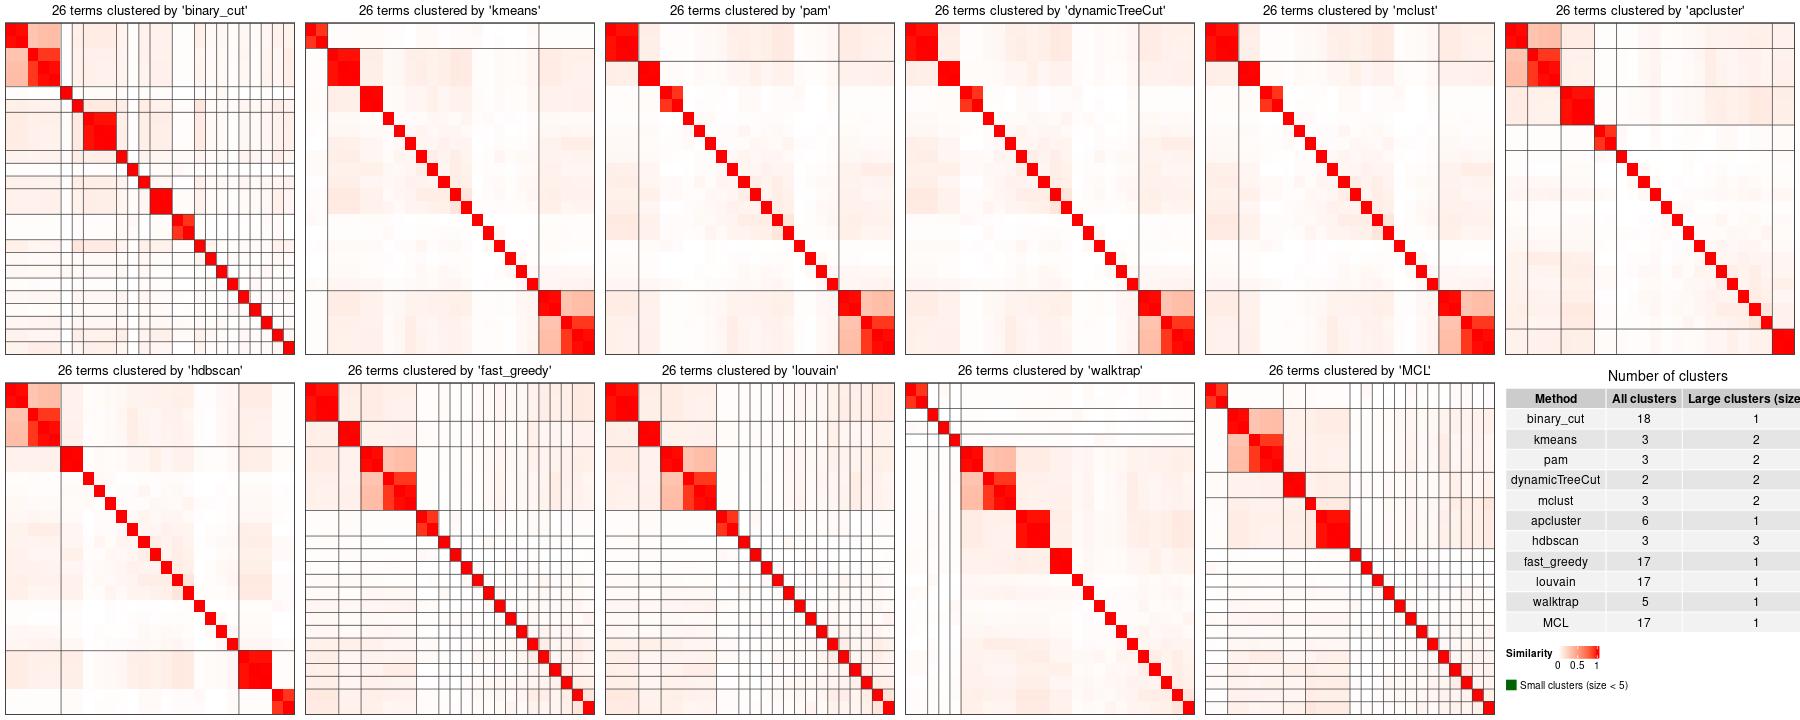 26 terms clustered by 'binary_cut'
26 terms clustered by 'kmeans'
26 terms clustered by 'pam'
26 terms clustered by 'dynamicTreeCut'
26 terms clustered by 'mclust'
26 terms clustered by 'apcluster'
26 terms clustered by 'hdbscan'
26 terms clustered by 'fast_greedy'
26 terms clustered by 'louvain'
26 terms clustered by 'walktrap'
26 terms clustered by 'MCL'
Number of clusters
Method All clusters Large clusters (size
binary_cut 18 1
kmeans 3 2
pam 3 2
dynamicTreeCut 2 2
mclust 3 2
apcluster 6 1
hdbscan 3 3
fast_greedy 17 1
louvain 17 1
walktrap 5 1
MCL 17 1
Similarity
0 0.5 1
Small clusters (size < 5)